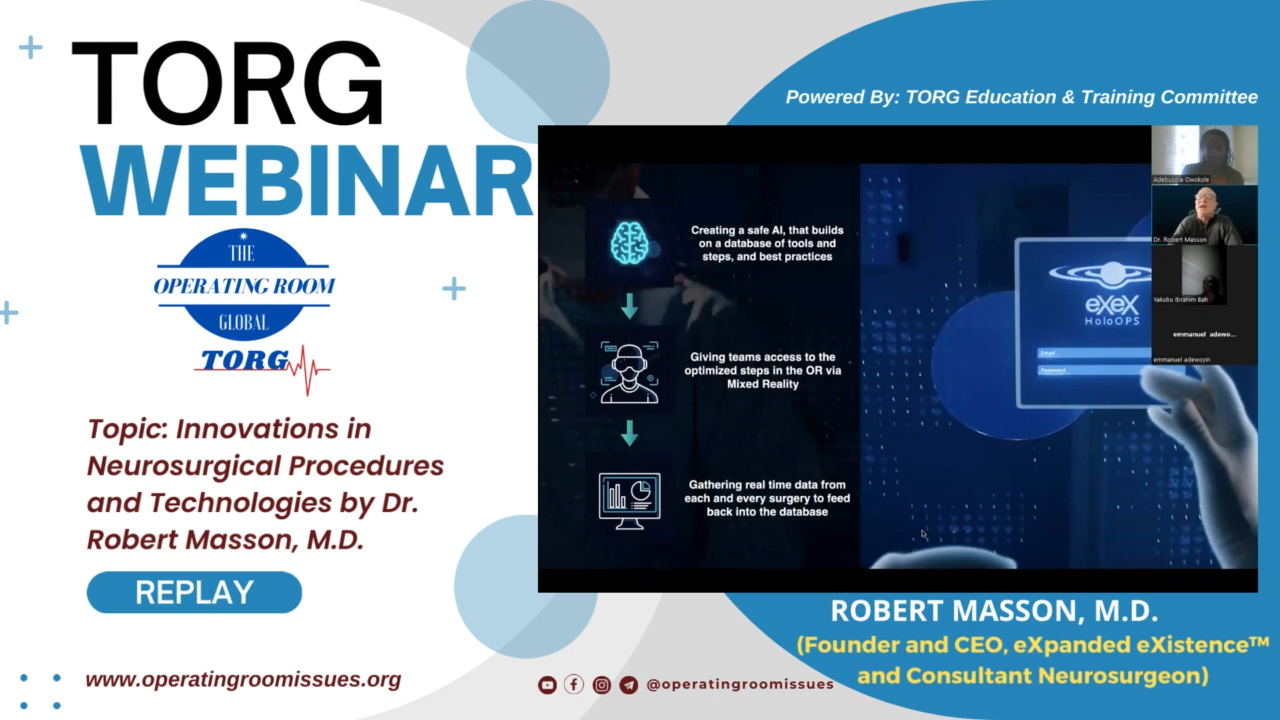 TORG
WEBINAR
THE
OPERATING ROOM
GLOBAL
TORG
Topic: Innovations in
Neurosurgical Procedures
and Technologies by Dr.
Robert Masson, M.D.
REPLAY
www.operatingroomissues.org
Powered By: TORG Education & Training Committee
Creating a safe AI, that builds
on a database of tools and
steps, and best practices
Giving teams access to the
optimized steps in the OR via
Mixed Reality
Gathering real time data from
each and every surgery to feed
back into the database
eXeX
HoloOPS
Email
Password
Adebusola Owokole
Dr. Robert Masson
Yakubu Ibrahim Bah
emmanuel adewo...
emmanuel adewoyin
ROBERT MASSON, M.D.
(Founder and CEO, eXpanded eXistence™
and Consultant Neurosurgeon)
@operatingroomissues